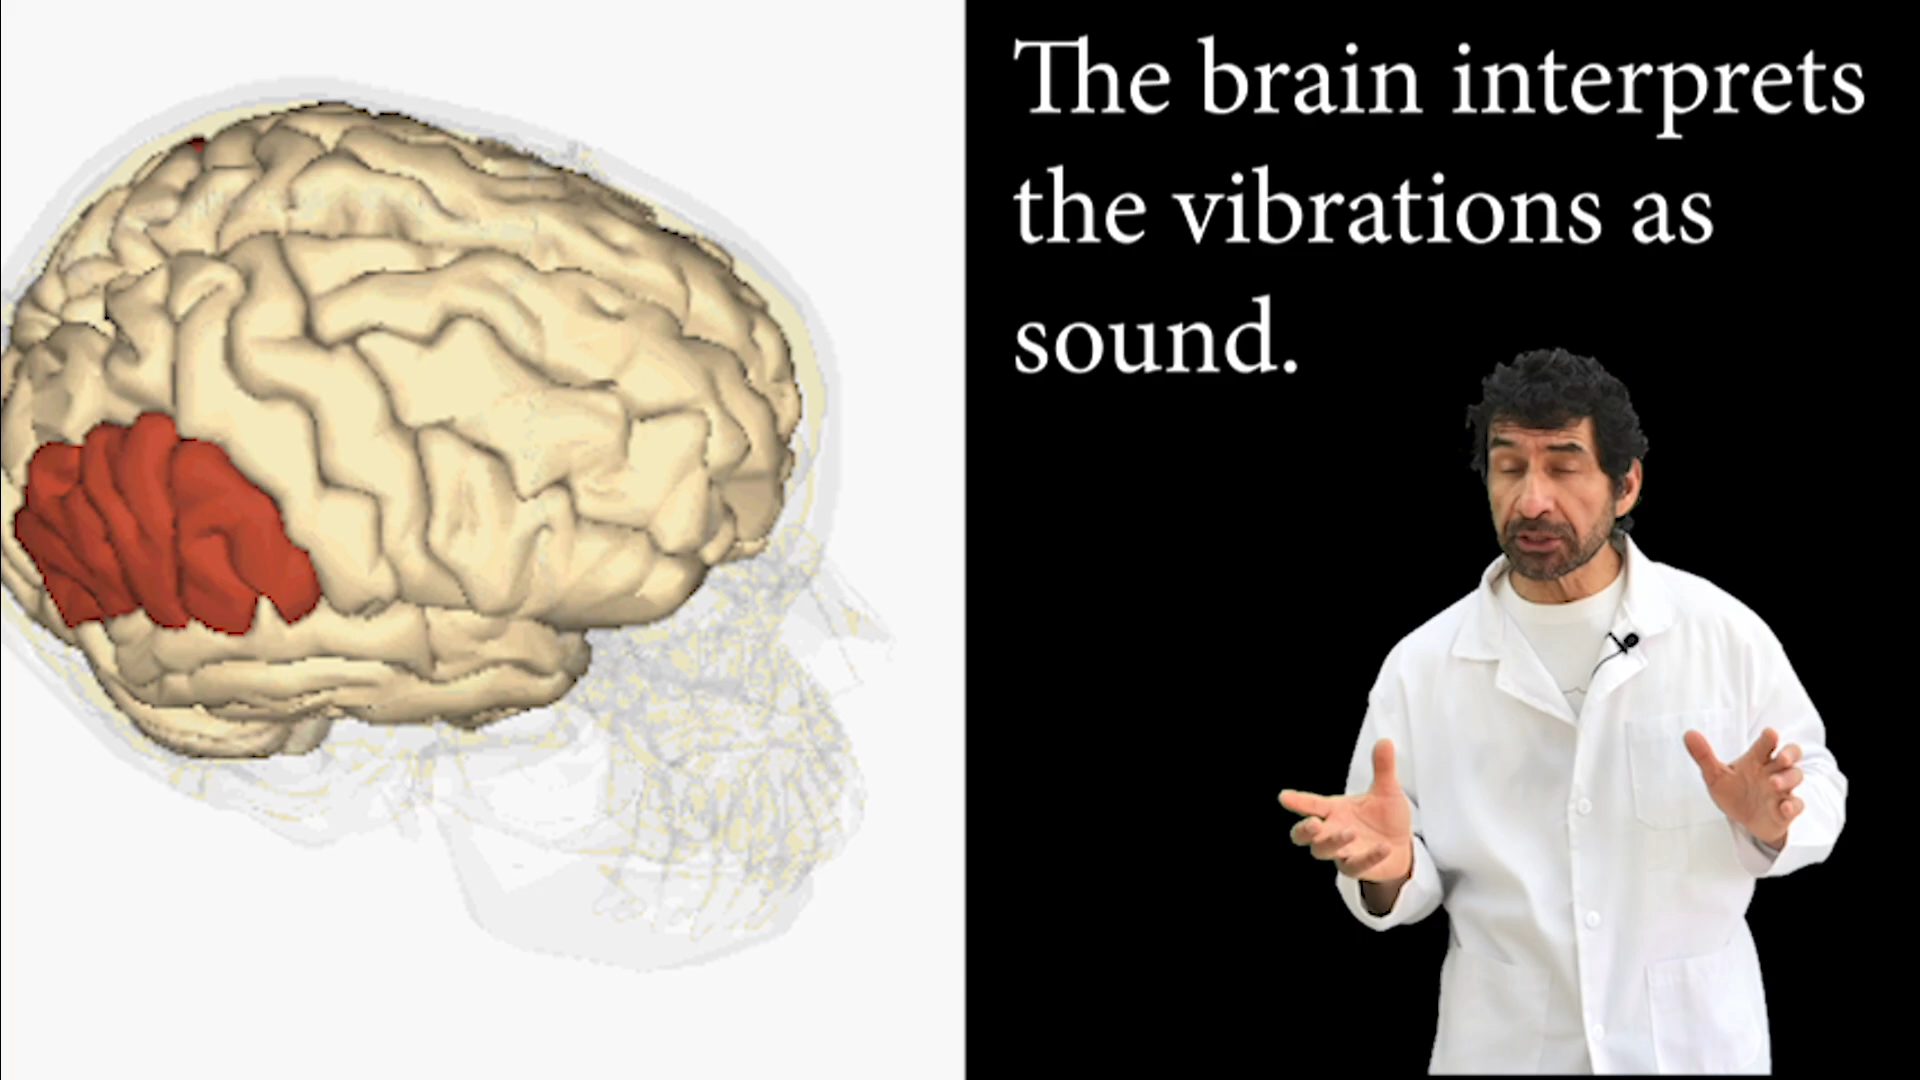 The brain interprets
the vibrations as
sound.